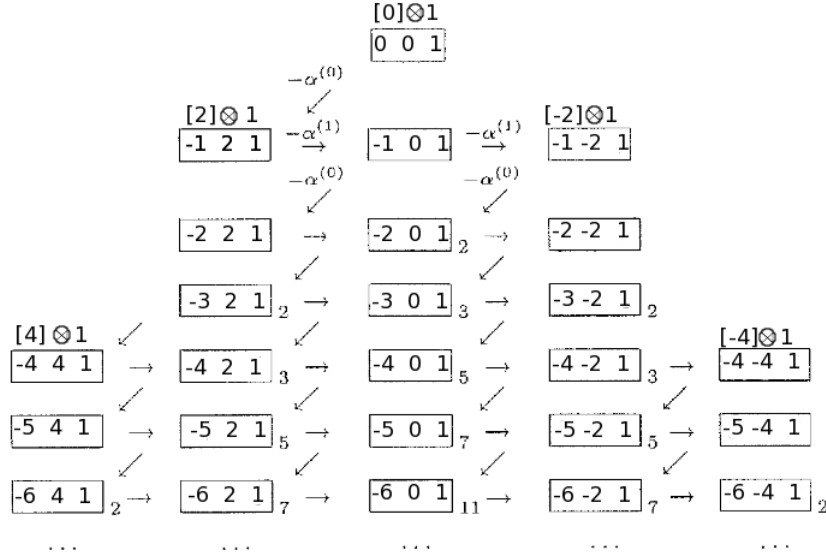 [0]⊗1
0 0 1
−α⁽⁰⁾
[2]⊗ 1 [-2]⊗1
-1 2 1 −α⁽¹⁾ → -1 0 1 −α⁽¹⁾ → -1 -2 1
−α⁽⁰⁾ −α⁽⁰⁾
-2 2 1 → -2 0 1 2 → -2 -2 1
-3 2 1 2 → -3 0 1 3 → -3 -2 1 2
[4] ⊗1 [-4]⊗1
-4 4 1 → -4 2 1 3 → -4 0 1 5 → -4 -2 1 3 → -4 -4 1
-5 4 1 → -5 2 1 5 → -5 0 1 7 → -5 -2 1 5 → -5 -4 1
-6 4 1 2 → -6 2 1 7 → -6 0 1 11 → -6 -2 1 7 → -6 -4 1 2
... ... ... ... ...